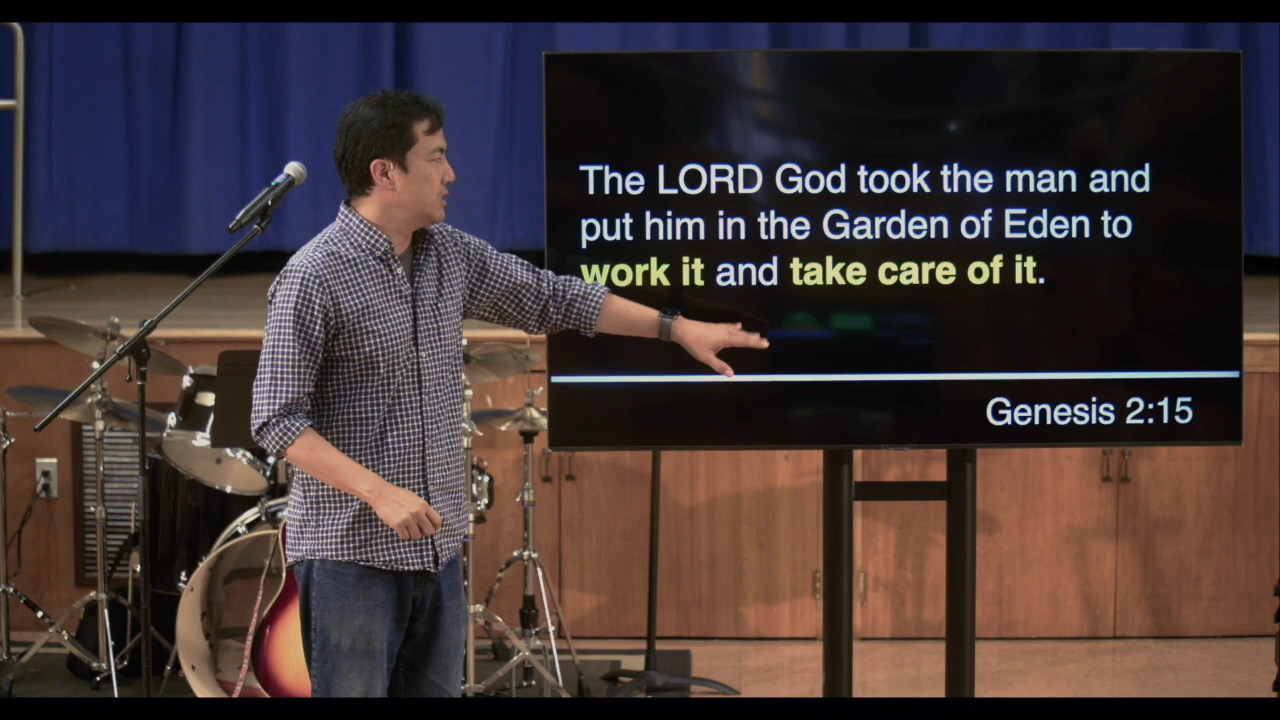 The LORD God took the man and
put him in the Garden of Eden to
work it and take care of it.
Genesis 2:15